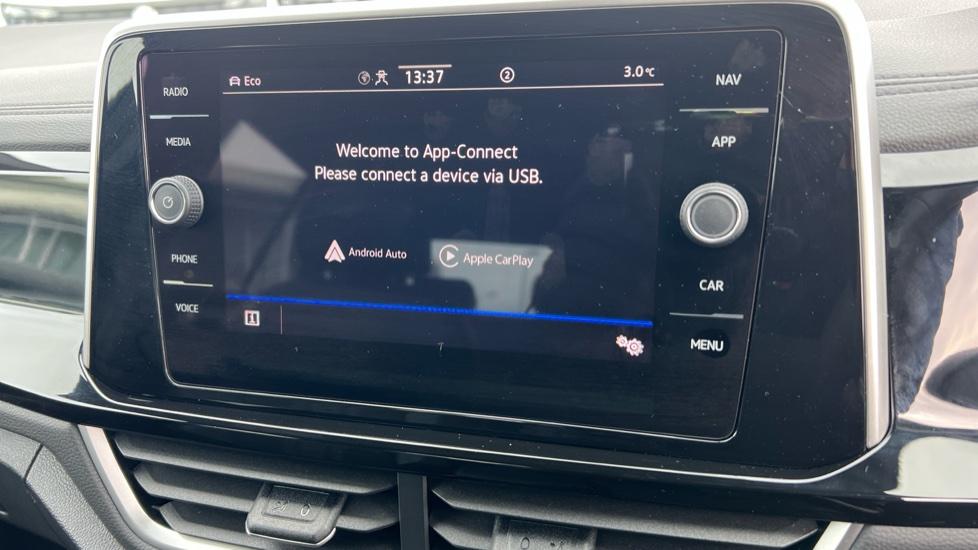 RADIO
MEDIA
PHONE
VOICE
Eco
13:37
2
3.0°C
Welcome to App-Connect
Please connect a device via USB.
Android Auto
Apple CarPlay
1
NAV
APP
CAR
MENU